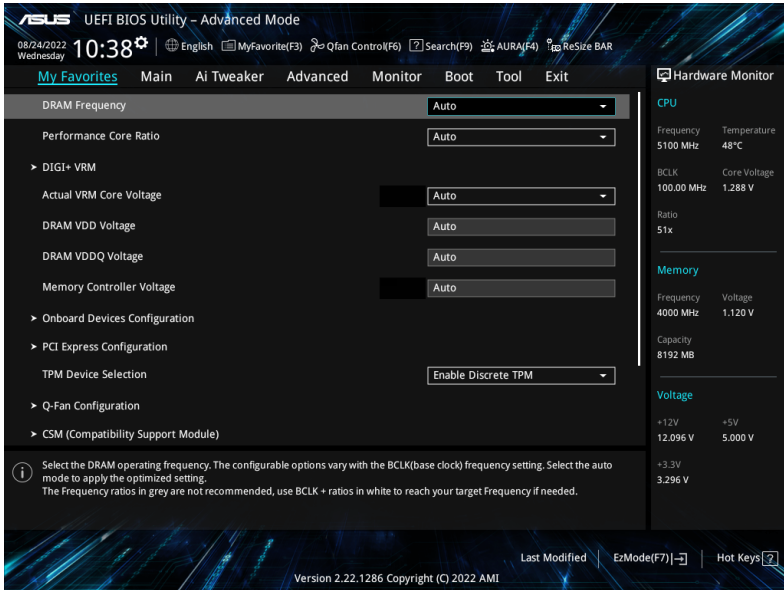 ASUS UEFI BIOS Utility – Advanced Mode
08/24/2022 Wednesday 10:38 English MyFavorite(F3) Qfan Control(F6) ? Search(F9) AURA(F4) ReSize BAR
My Favorites Main Ai Tweaker Advanced Monitor Boot Tool Exit
DRAM Frequency Auto
Performance Core Ratio Auto
> DIGI+ VRM
Actual VRM Core Voltage Auto
DRAM VDD Voltage Auto
DRAM VDDQ Voltage Auto
Memory Controller Voltage Auto
> Onboard Devices Configuration
> PCI Express Configuration
TPM Device Selection Enable Discrete TPM
> Q-Fan Configuration
> CSM (Compatibility Support Module)
Hardware Monitor
CPU
Frequency Temperature
5100 MHz 48°C
BCLK Core Voltage
100.00 MHz 1.288 V
Ratio
51x
Memory
Frequency Voltage
4000 MHz 1.120 V
Capacity
8192 MB
Voltage
+12V +5V
12.096 V 5.000 V
+3.3V
3.296 V
Select the DRAM operating frequency. The configurable options vary with the BCLK(base clock) frequency setting. Select the auto
mode to apply the optimized setting.
The Frequency ratios in grey are not recommended, use BCLK + ratios in white to reach your target Frequency if needed.
Last Modified EzMode(F7) Hot Keys ?
Version 2.22.1286 Copyright (C) 2022 AMI